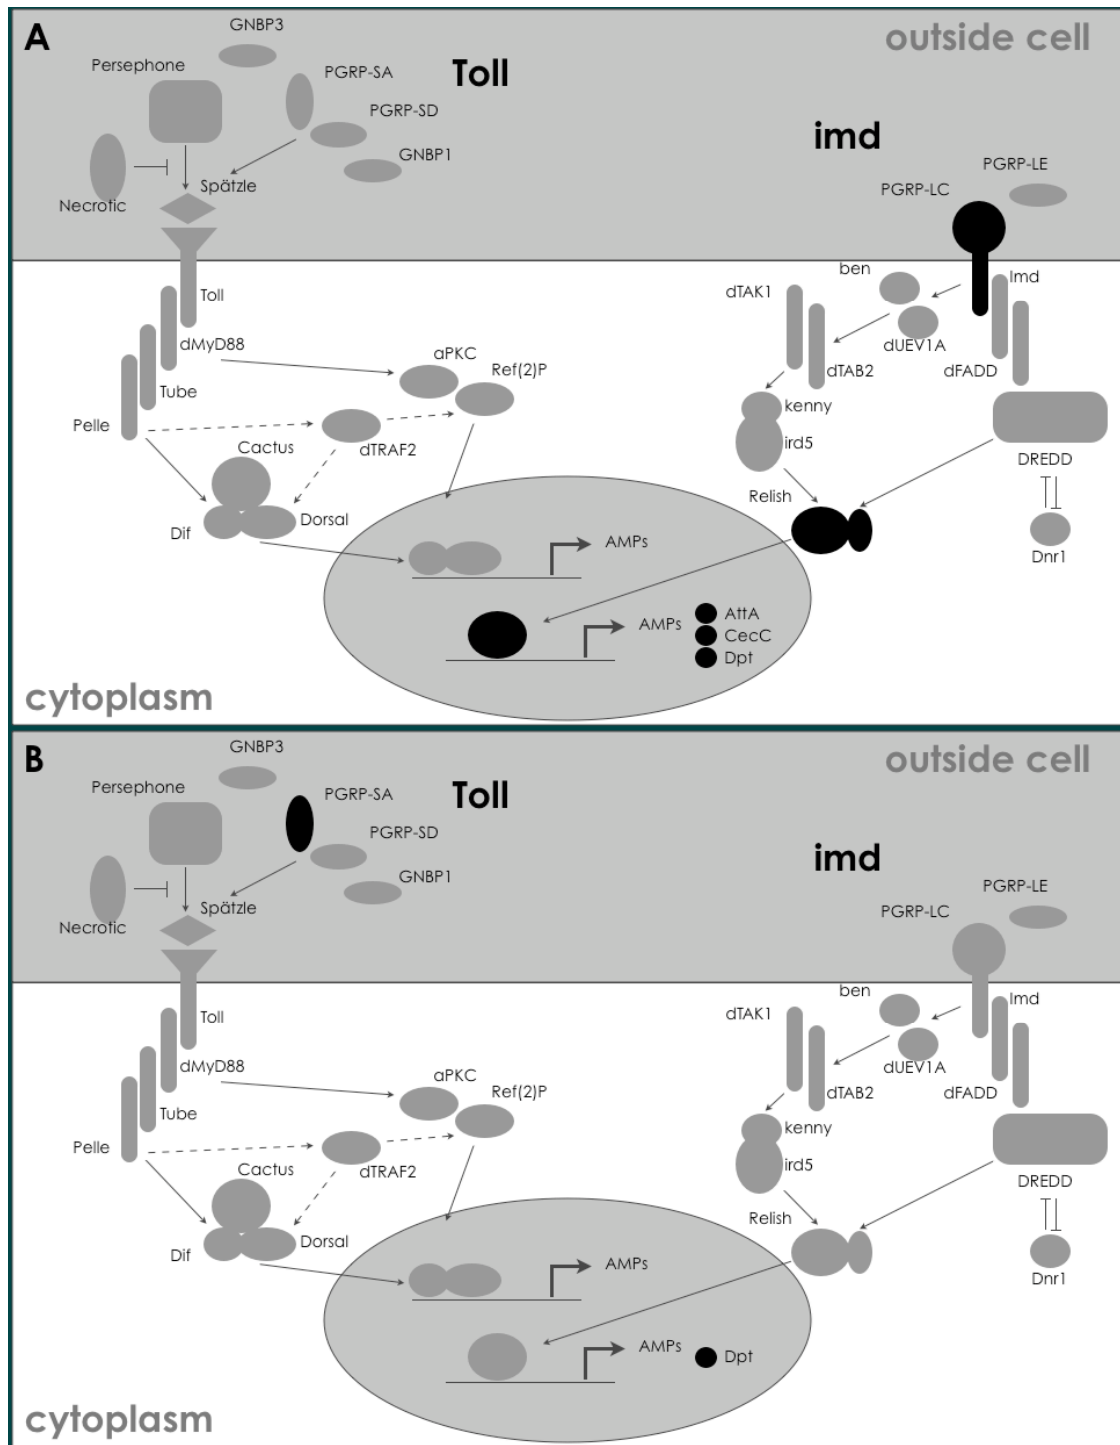 A
GNBP3
outside cell
Persephone
PGRP-SA
Toll
PGRP-SD
imd
GNBP1
PGRP-LE
PGRP-LC
Spätzle
Necrotic
ben
Imd
dTAK1
Toll
dMyD88
dUEV1A
aPKC
Ref(2)P
dTAB2
dFADD
Tube
kenny
Pelle
dTRAF2
Cactus
ird5
DREDD
Relish
Dif
Dorsal
AMPs
Dnr1
AMPs
AttA
CecC
Dpt
cytoplasm
B
GNBP3
outside cell
Persephone
PGRP-SA
Toll
PGRP-SD
imd
GNBP1
PGRP-LE
PGRP-LC
Spätzle
Necrotic
ben
Imd
dTAK1
Toll
dMyD88
dUEV1A
aPKC
Ref(2)P
dTAB2
dFADD
Tube
kenny
Pelle
dTRAF2
Cactus
ird5
DREDD
Relish
Dif
Dorsal
AMPs
Dnr1
AMPs
Dpt
cytoplasm